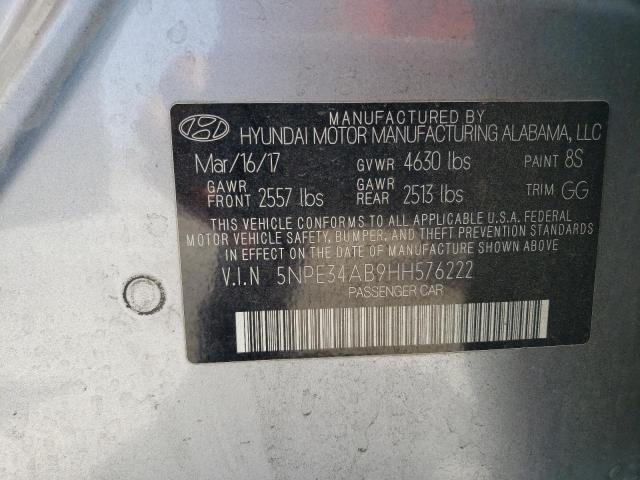 MANUFACTURED BY
HYUNDAI MOTOR MANUFACTURING ALABAMA, LLC
Mar/16/17 GVWR 4630 lbs PAINT 8S
GAWR FRONT 2557 lbs GAWR REAR 2513 lbs TRIM GG
THIS VEHICLE CONFORMS TO ALL APPLICABLE U.S.A. FEDERAL
MOTOR VEHICLE SAFETY, BUMPER, AND THEFT PREVENTION STANDARDS
IN EFFECT ON THE DATE OF MANUFACTURE SHOWN ABOVE.
V.I.N 5NPE34AB9HH576222
PASSENGER CAR